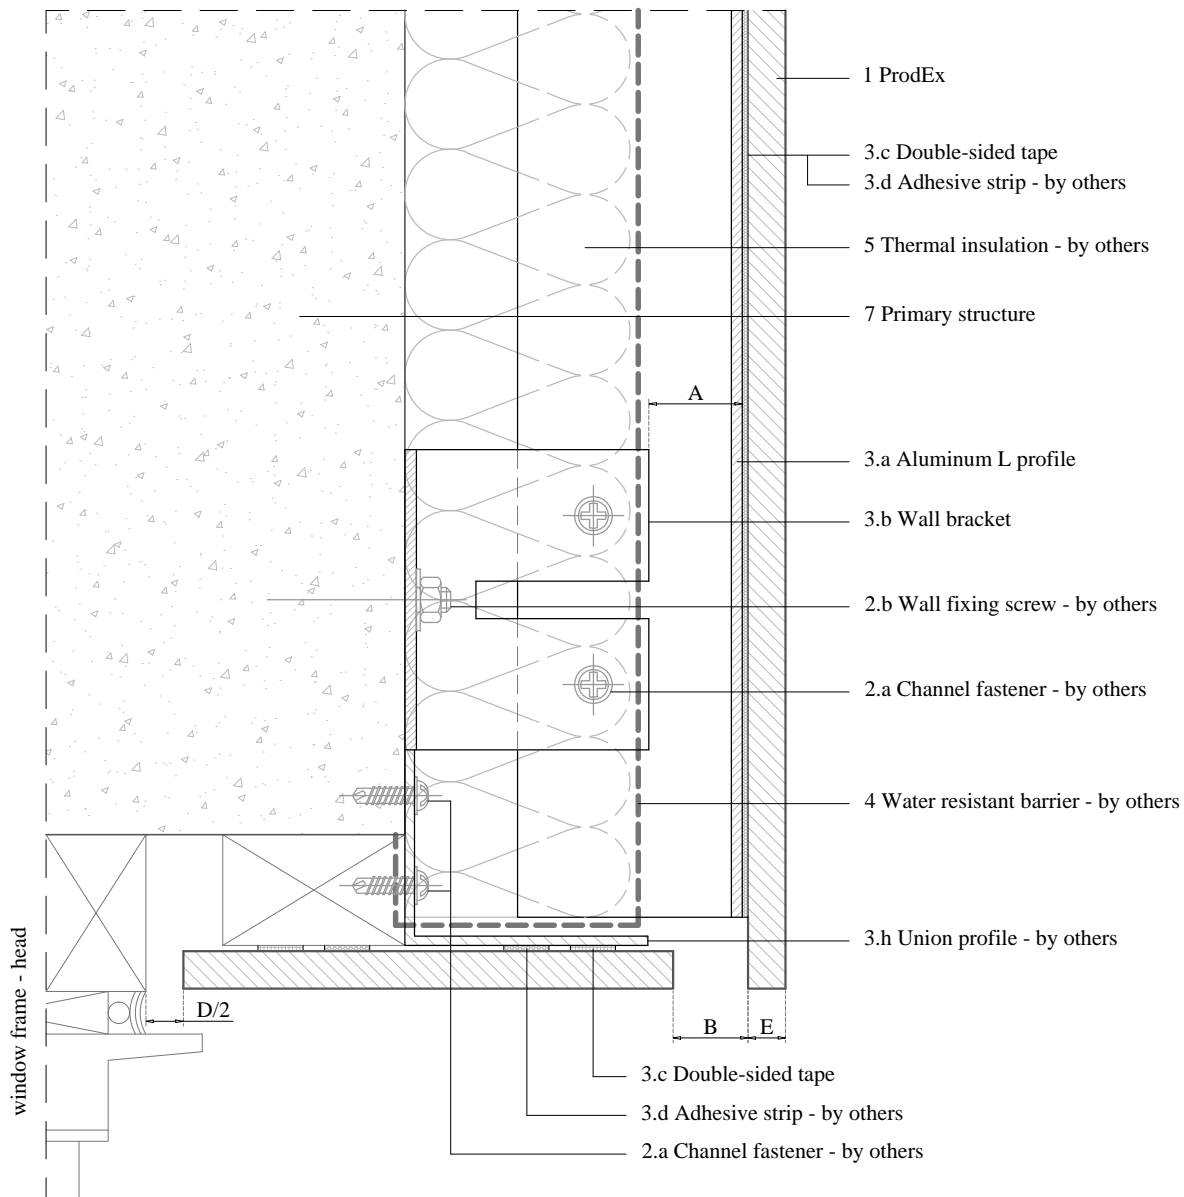 1 ProdEx
3.c Double-sided tape
3.d Adhesive strip - by others
5 Thermal insulation - by others
7 Primary structure
A
3.a Aluminum L profile
3.b Wall bracket
2.b Wall fixing screw - by others
2.a Channel fastener - by others
4 Water resistant barrier - by others
3.h Union profile - by others
window frame - head
D/2
B
E
3.c Double-sided tape
3.d Adhesive strip - by others
2.a Channel fastener - by others